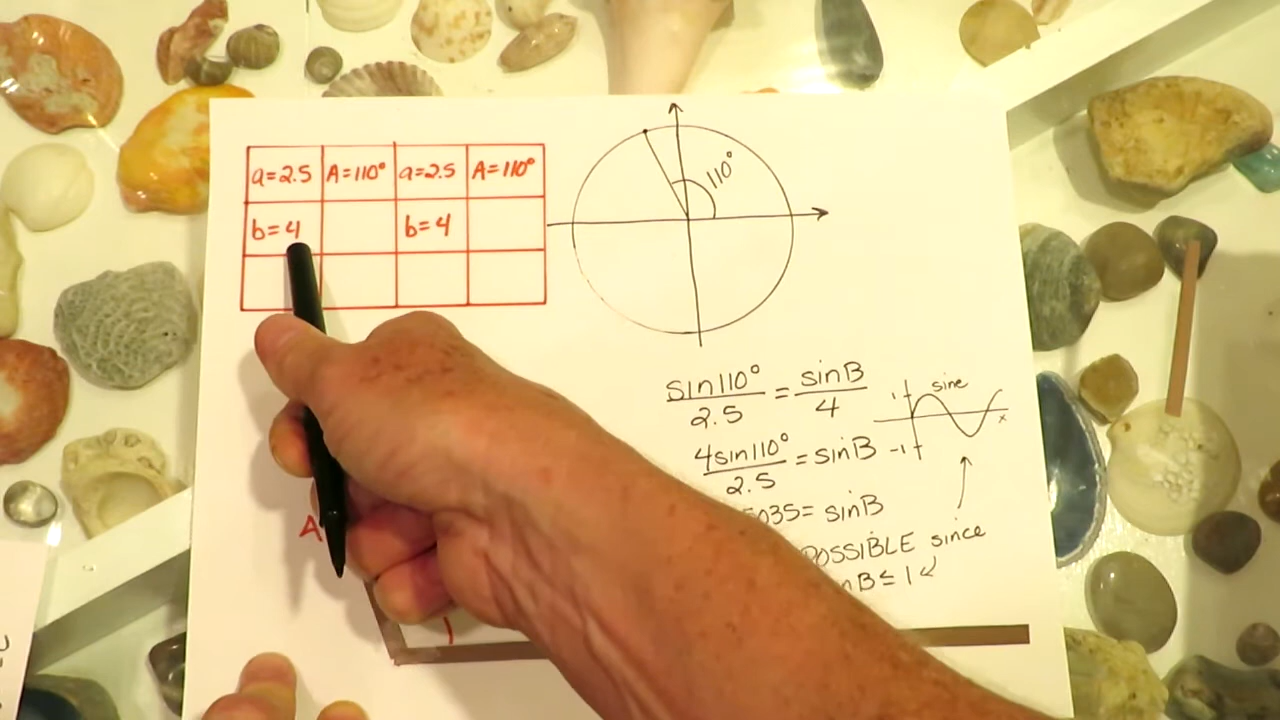 a=2.5 A=110° a=2.5 A=110°
b=4 b=4
110°
sin110°/2.5 = sinB/4
4sin110°/2.5 = sinB
5035= sinB
POSSIBLE since
B≤1
sine
1
-1
x
A